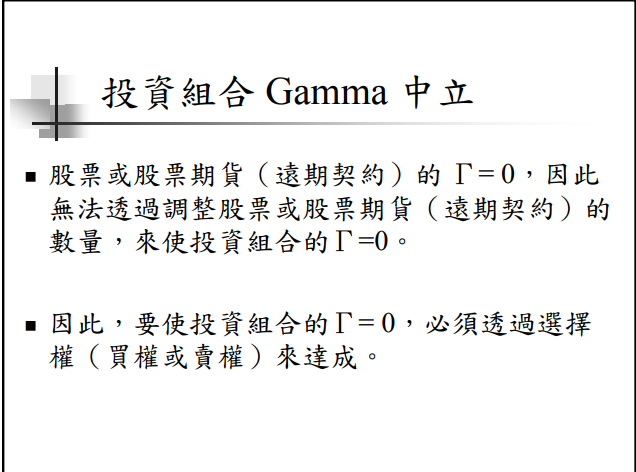 投資組合 Gamma 中立
股票或股票期貨（遠期契約）的 Γ= 0，因此
無法透過調整股票或股票期貨（遠期契約）的
數量，來使投資組合的Γ=0。
因此，要使投資組合的Γ= 0，必須透過選擇
權（買權或賣權）來達成。